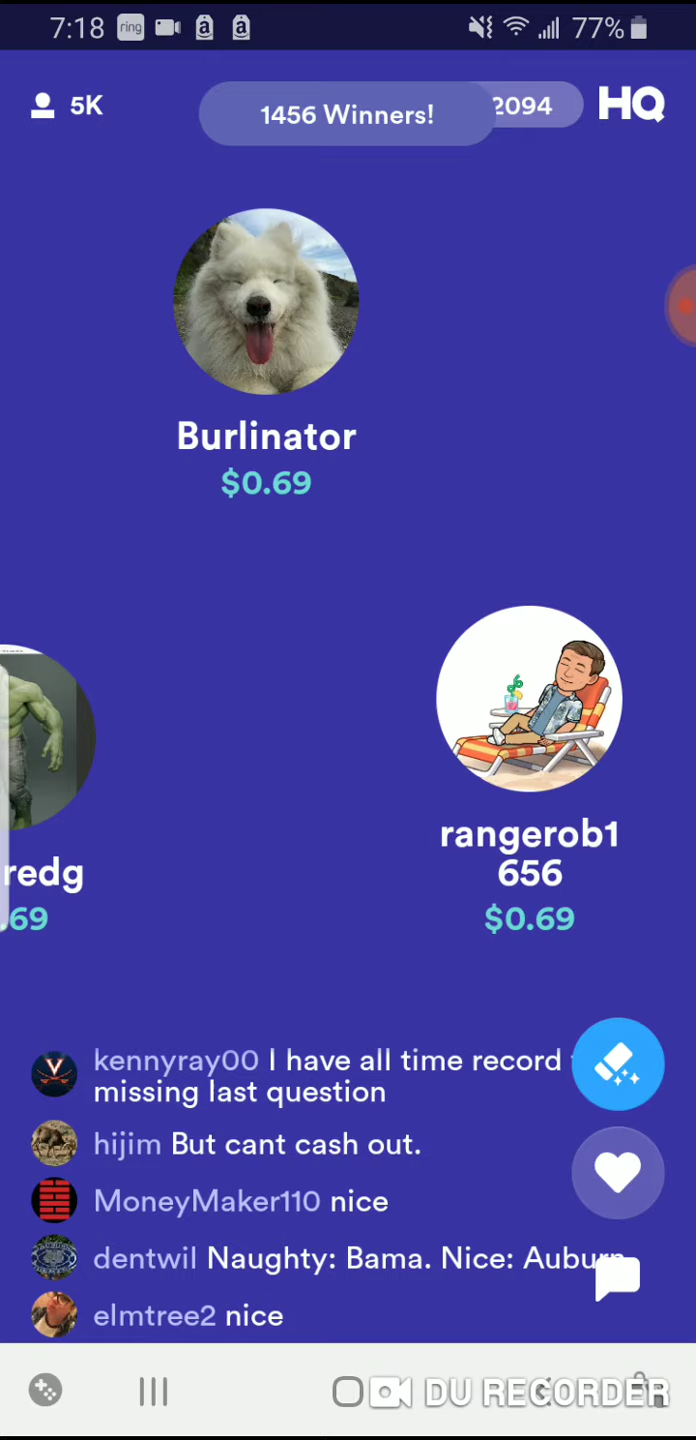 7:18 ring a a 77%
5K 1456 Winners! 2094 HQ
Burlinator
$0.69
rangerob1
656
$0.69
redg
.69
kennyray00 I have all time record
missing last question
hijim But cant cash out.
MoneyMaker110 nice
dentwil Naughty: Bama. Nice: Auburn.
elmtree2 nice
DU RECORDER